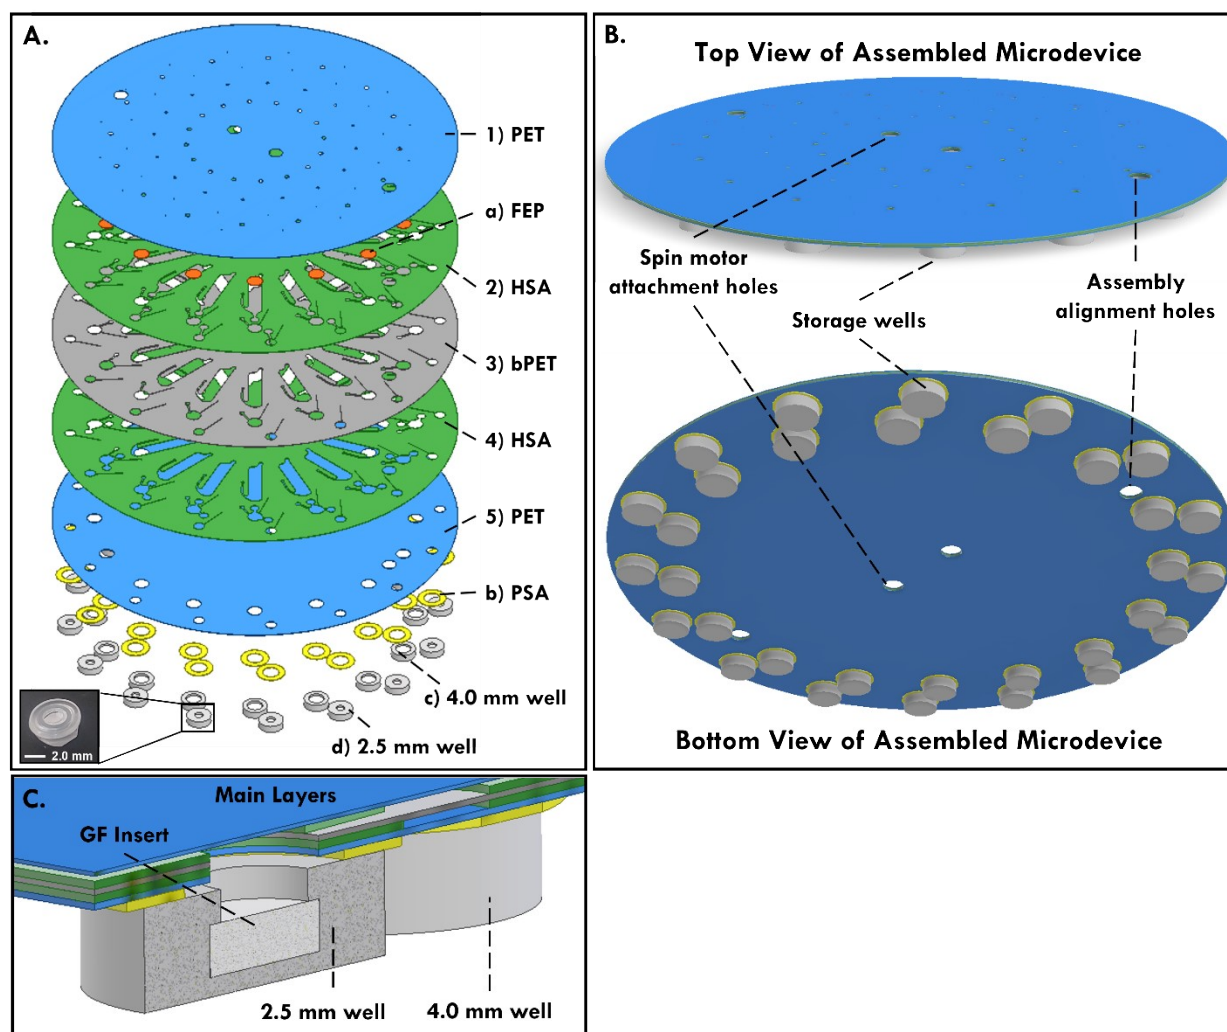 A.
1) PET
a) FEP
2) HSA
3) bPET
4) HSA
5) PET
b) PSA
c) 4.0 mm well
d) 2.5 mm well
2.0 mm
B.
Top View of Assembled Microdevice
Spin motor
attachment holes
Storage wells
Assembly
alignment holes
Bottom View of Assembled Microdevice
C.
Main Layers
GF Insert
2.5 mm well
4.0 mm well